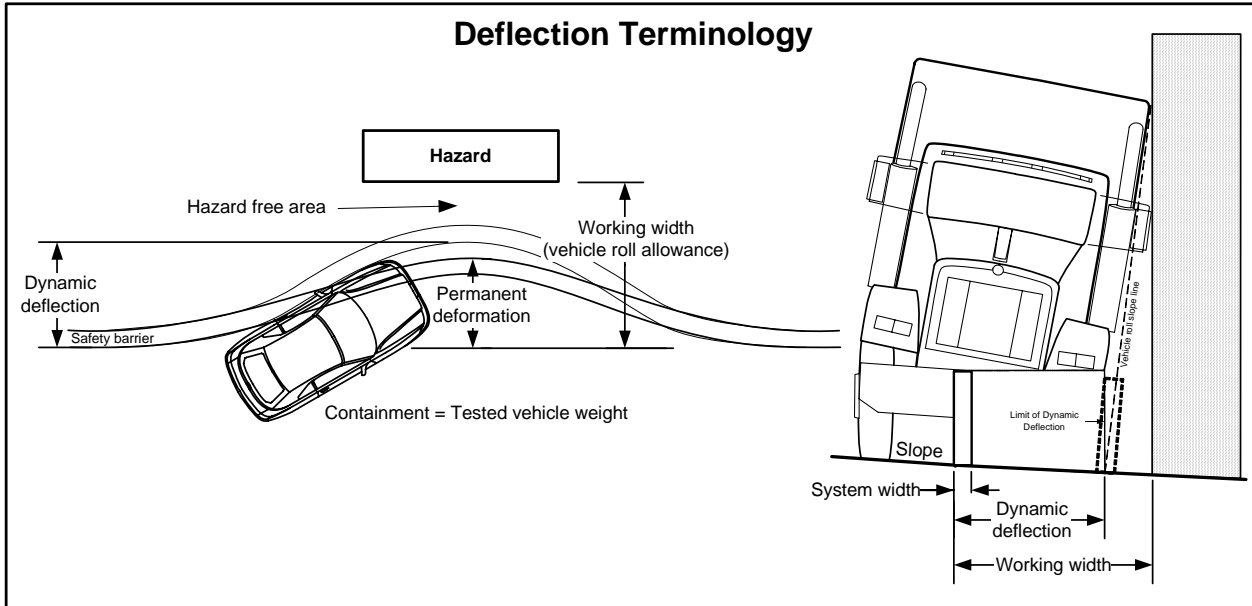 Deflection Terminology
Hazard
Hazard free area
Working width
(vehicle roll allowance)
Dynamic
deflection
Permanent
deformation
Safety barrier
Containment = Tested vehicle weight
Vehicle roll slope line
Limit of Dynamic
Deflection
Slope
System width
Dynamic
deflection
Working width